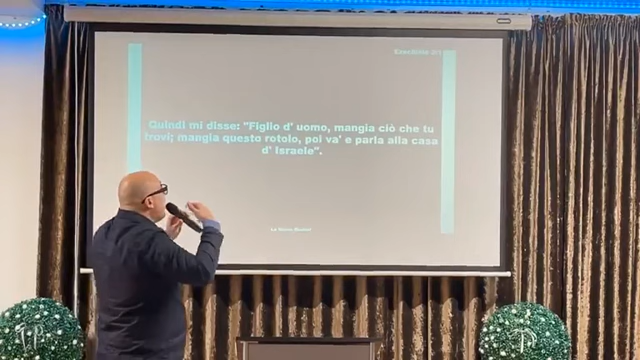 Ezechiele 3:1
Quindi mi disse: "Figlio d' uomo, mangia ciò che tu
trovi; mangia questo rotolo, poi va' e parla alla casa
d' Israele".
La Nuova Diodati